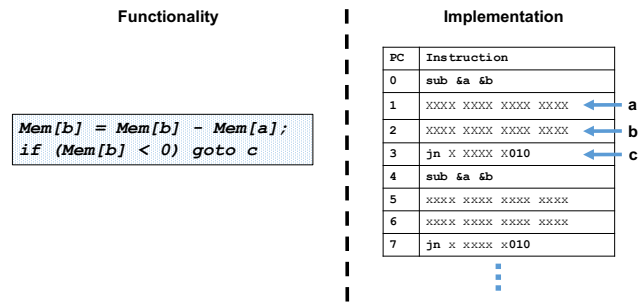 Functionality
Mem[b] = Mem[b] - Mem[a];
if (Mem[b] < 0) goto c
Implementation
PC Instruction
0 sub &a &b
1 XXXX XXXX XXXX XXXX a
2 XXXX XXXX XXXX XXXX b
3 jn X XXXX X010 c
4 sub &a &b
5 XXXX XXXX XXXX XXXX
6 XXXX XXXX XXXX XXXX
7 jn X XXXX X010